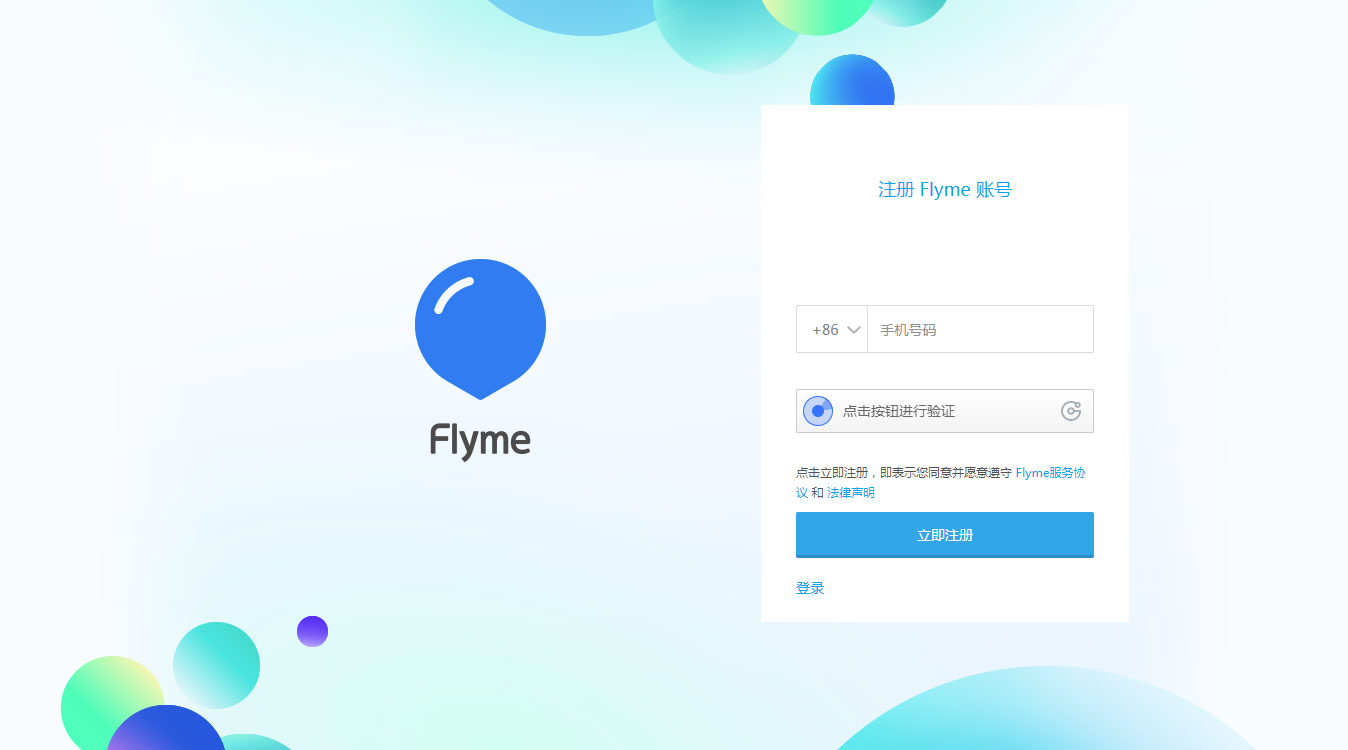 注册 Flyme 账号
Flyme
+86 手机号码
点击按钮进行验证
点击立即注册，即表示您同意并愿意遵守 Flyme服务协
议 和 法律声明
立即注册
登录